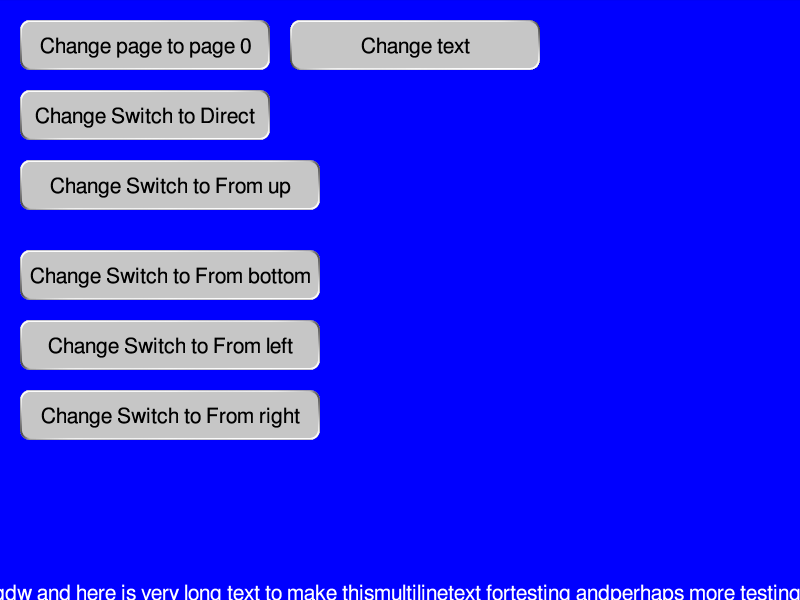 Change page to page 0
Change text
Change Switch to Direct
Change Switch to From up
Change Switch to From bottom
Change Switch to From left
Change Switch to From right
and here is very long text to make thismultilinetext fortesting andperhaps more testing